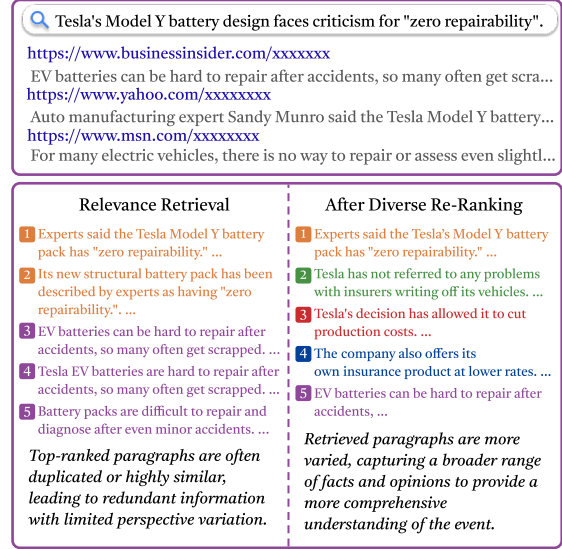 Tesla's Model Y battery design faces criticism for "zero repairability".
https://www.businessinsider.com/xxxxxxx
EV batteries can be hard to repair after accidents, so many often get scra...
https://www.yahoo.com/xxxxxxxx
Auto manufacturing expert Sandy Munro said the Tesla Model Y battery...
https://www.msn.com/xxxxxxxx
For many electric vehicles, there is no way to repair or assess even slightl...
Relevance Retrieval
1 Experts said the Tesla Model Y battery
pack has "zero repairability." ...
2 Its new structural battery pack has been
described by experts as having "zero
repairability.". ...
3 EV batteries can be hard to repair after
accidents, so many often get scrapped. ...
4 Tesla EV batteries are hard to repair after
accidents, so many often get scrapped. ...
5 Battery packs are difficult to repair and
diagnose after even minor accidents. ...
Top-ranked paragraphs are often
duplicated or highly similar,
leading to redundant information
with limited perspective variation.
After Diverse Re-Ranking
1 Experts said the Tesla's Model Y battery
pack has "zero repairability." ...
2 Tesla has not referred to any problems
with insurers writing off its vehicles. ...
3 Tesla's decision has allowed it to cut
production costs. ...
4 The company also offers its
own insurance product at lower rates. ...
5 EV batteries can be hard to repair after
accidents, ...
Retrieved paragraphs are more
varied, capturing a broader range
of facts and opinions to provide a
more comprehensive
understanding of the event.